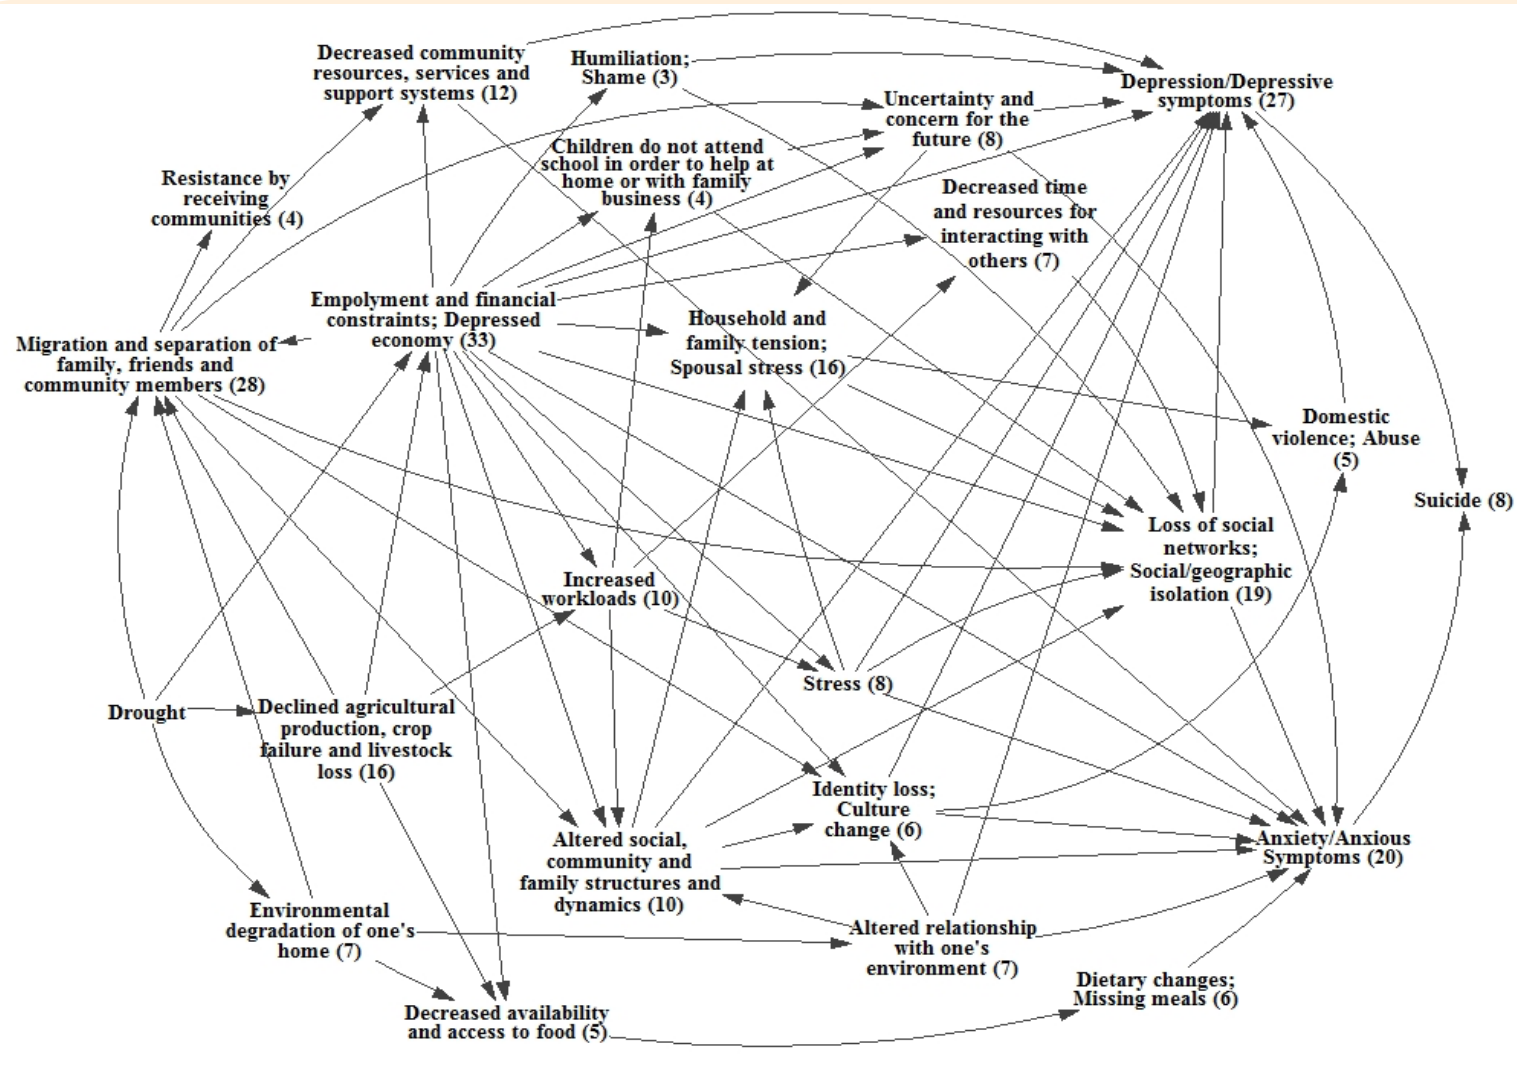 Decreased community
resources, services and
support systems (12)
Humiliation;
Shame (3)
Depression/Depressive
symptoms (27)
Uncertainty and
concern for the
future (8)
Children do not attend
school in order to help at
home or with family
business (4)
Resistance by
receiving
communities (4)
Decreased time
and resources for
interacting with
others (7)
Empolyment and financial
constraints; Depressed
economy (33)
Household and
family tension;
Spousal stress (16)
Migration and separation of
family, friends and
community members (28)
Domestic
violence; Abuse
(5)
Suicide (8)
Loss of social
networks;
Social/geographic
isolation (19)
Increased
workloads (10)
Stress (8)
Drought
Declined agricultural
production, crop
failure and livestock
loss (16)
Identity loss;
Culture
change (6)
Altered social,
community and
family structures and
dynamics (10)
Anxiety/Anxious
Symptoms (20)
Environmental
degradation of one's
home (7)
Altered relationship
with one's
environment (7)
Dietary changes;
Missing meals (6)
Decreased availability
and access to food (5)